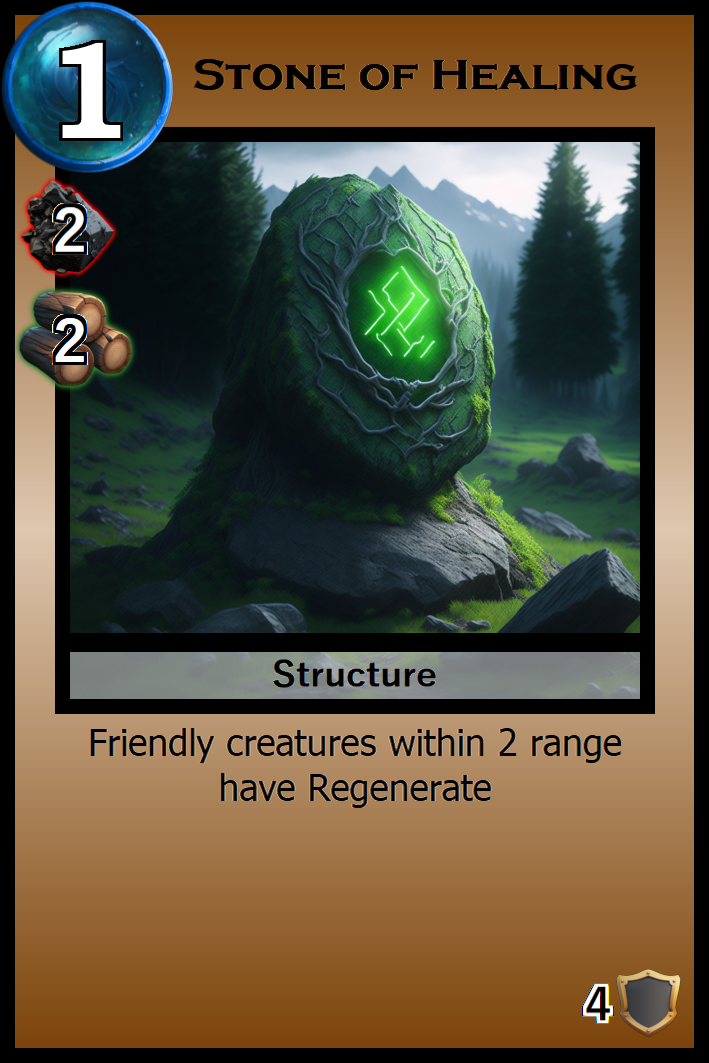 1
Stone of Healing
2
2
Structure
Friendly creatures within 2 range
have Regenerate
4